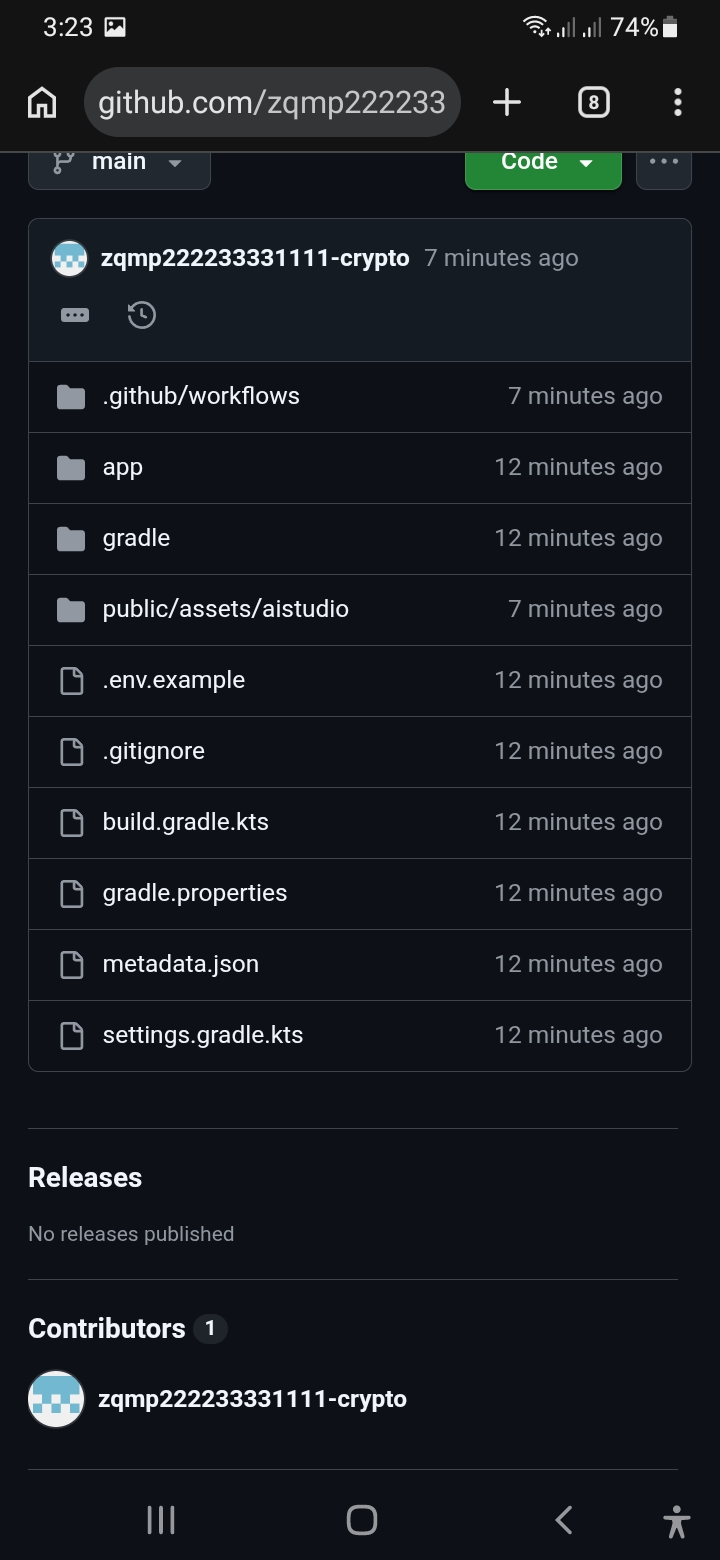 3:23 74%
github.com/zqmp222233 8
main Code
zqmp222233331111-crypto 7 minutes ago
.github/workflows 7 minutes ago
app 12 minutes ago
gradle 12 minutes ago
public/assets/aistudio 7 minutes ago
.env.example 12 minutes ago
.gitignore 12 minutes ago
build.gradle.kts 12 minutes ago
gradle.properties 12 minutes ago
metadata.json 12 minutes ago
settings.gradle.kts 12 minutes ago
Releases
No releases published
Contributors 1
zqmp222233331111-crypto